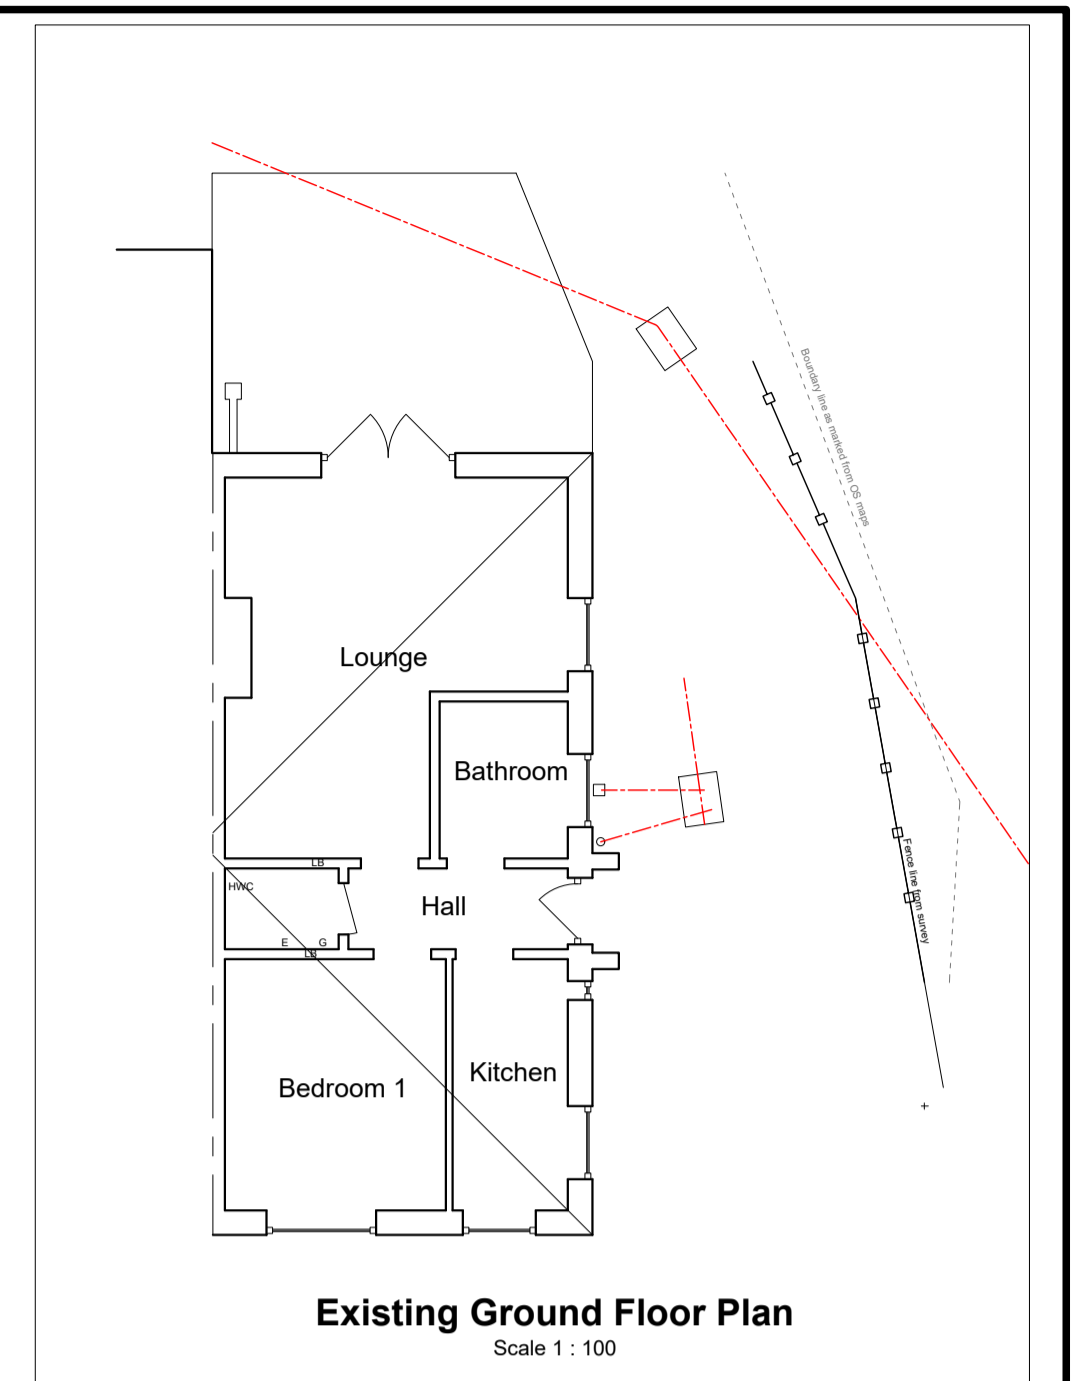 Boundary line as marked from OS maps
Lounge
Bathroom
LB
HWC
Hall
E
G
LB
Fence line from survey
Kitchen
Bedroom 1
Existing Ground Floor Plan
Scale 1 : 100